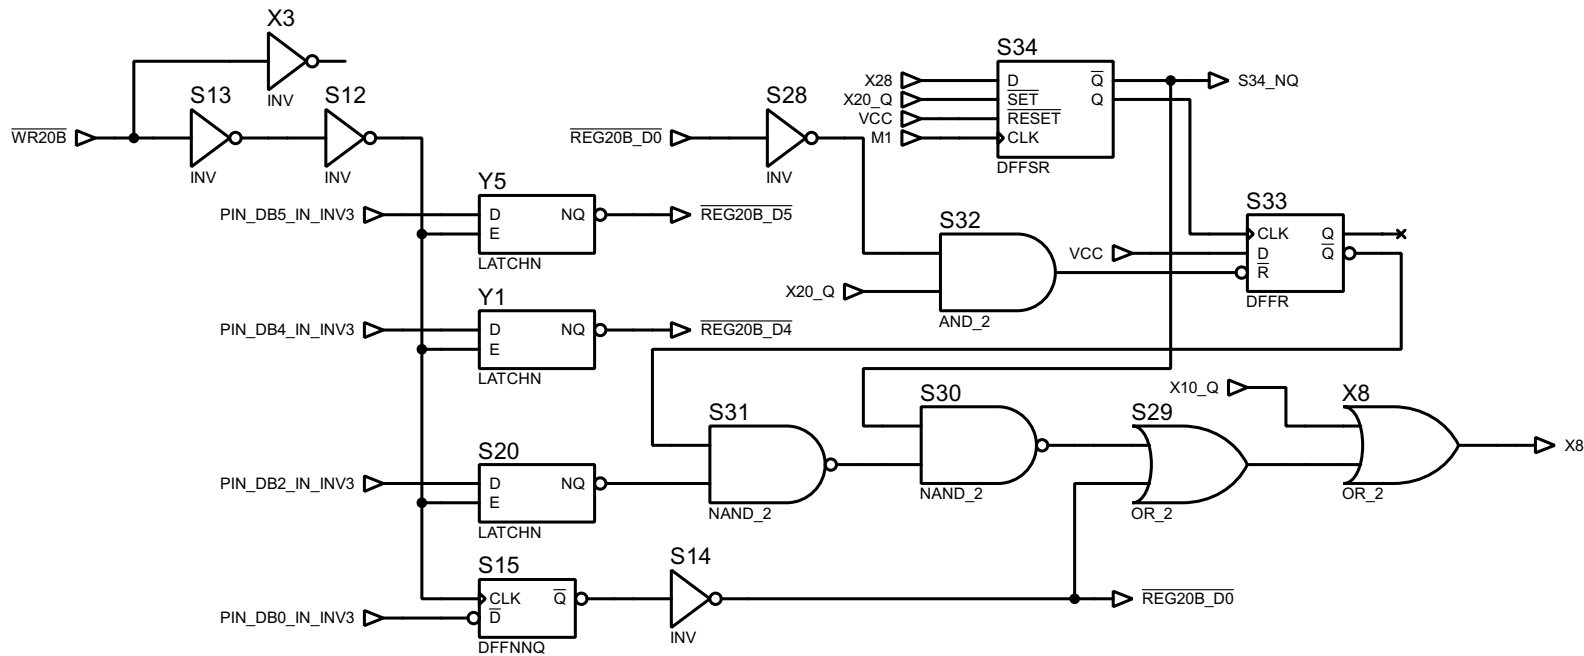 X3
INV
S13
INV
S12
INV
WR20B
S28
INV
REG20B_D0
S34
X28
X20_Q
VCC
M1
D
SET
RESET
CLK
Q
Q
DFFSR
S34_NQ
Y5
PIN_DB5_IN_INV3
D
E
NQ
LATCHN
REG20B_D5
S32
X20_Q
AND_2
S33
VCC
CLK
D
R
Q
Q
DFFR
Y1
PIN_DB4_IN_INV3
D
E
NQ
LATCHN
REG20B_D4
S20
PIN_DB2_IN_INV3
D
E
NQ
LATCHN
S31
NAND_2
S30
NAND_2
S29
OR_2
X10_Q
X8
OR_2
X8
S15
PIN_DB0_IN_INV3
CLK
D
Q
DFFNNQ
S14
INV
REG20B_D0